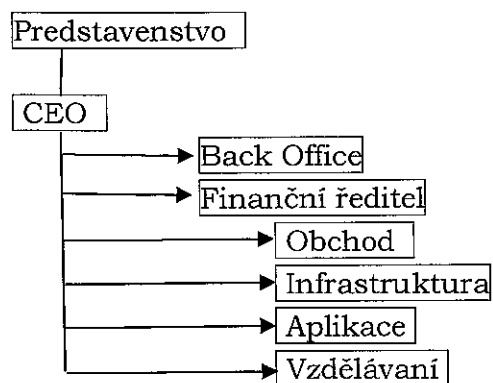 Predstavenstvo
CEO
Back Office
Finanční ředitel
Obchod
Infrastruktura
Aplikace
Vzdělávaní